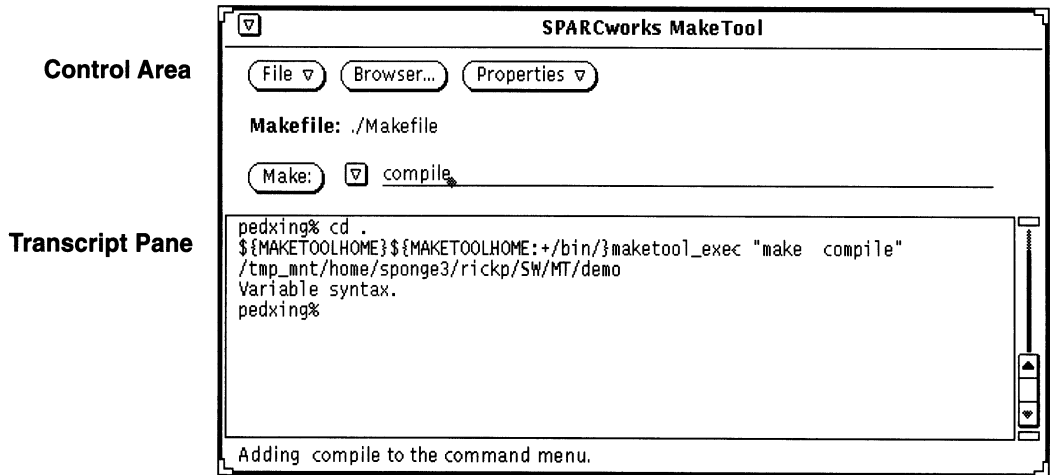 SPARCworks MakeTool
Control Area
File Browser... Properties
Makefile: ./Makefile
Make: compile
Transcript Pane
pedxing% cd .
${MAKETOOLHOME}${MAKETOOLHOME:+/bin/}maketool_exec "make  compile"
/tmp_mnt/home/sponge3/rickp/SW/MT/demo
Variable syntax.
pedxing%
Adding  compile to the command menu.